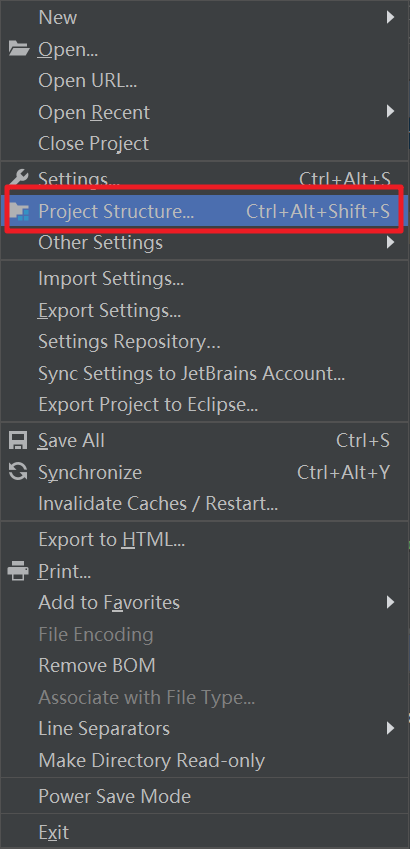 New
Open...
Open URL...
Open Recent
Close Project
Settings... Ctrl+Alt+S
Project Structure... Ctrl+Alt+Shift+S
Other Settings
Import Settings...
Export Settings...
Settings Repository...
Sync Settings to JetBrains Account...
Export Project to Eclipse...
Save All Ctrl+S
Synchronize Ctrl+Alt+Y
Invalidate Caches / Restart...
Export to HTML...
Print...
Add to Favorites
File Encoding
Remove BOM
Associate with File Type...
Line Separators
Make Directory Read-only
Power Save Mode
Exit